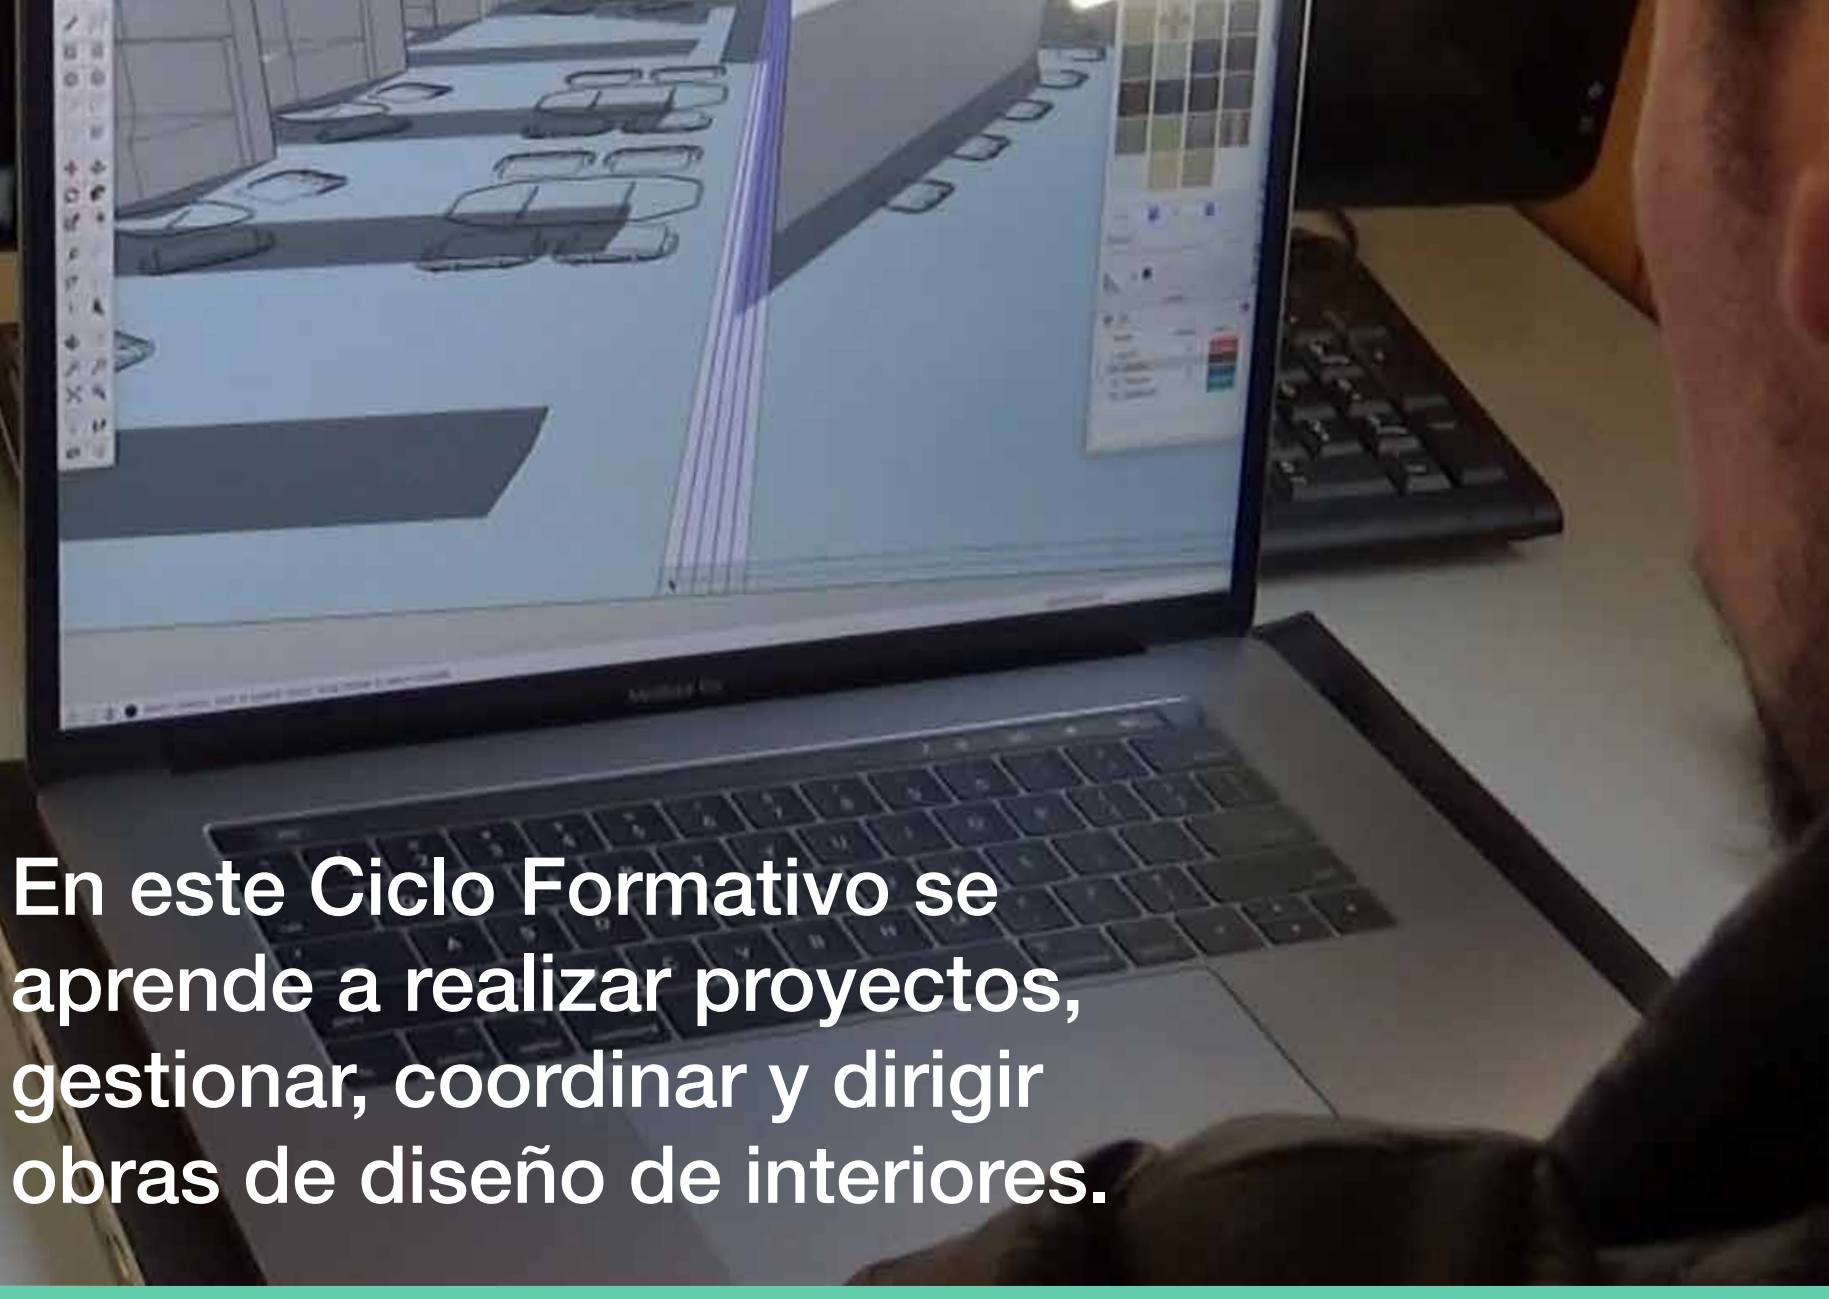 En este Ciclo Formativo se
aprende a realizar proyectos,
gestionar, coordinar y dirigir
obras de diseño de interiores.